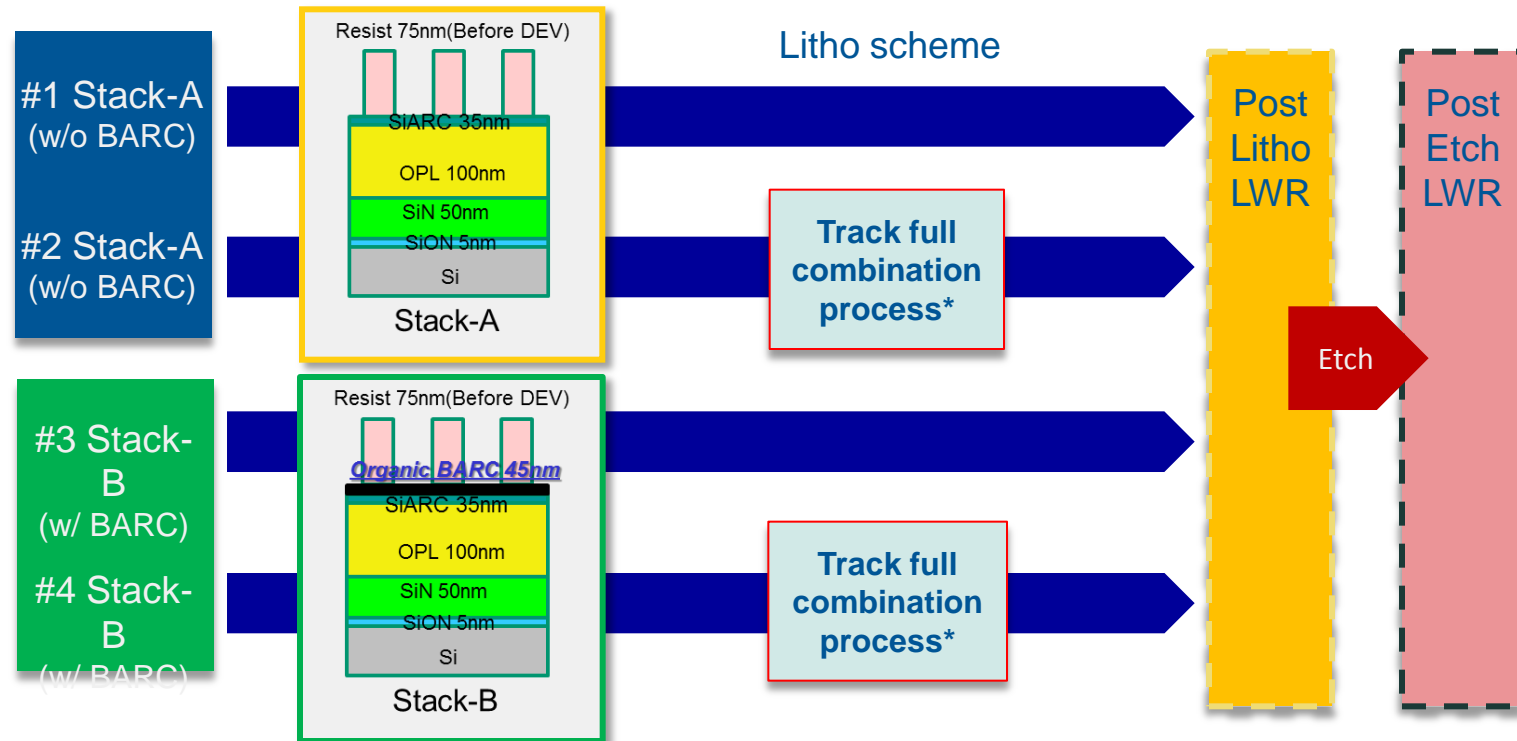 #1 Stack-A
(w/o BARC)
#2 Stack-A
(w/o BARC)
Resist 75nm(Before DEV)
SiARC 35nm
OPL 100nm
SiN 50nm
SiON 5nm
Si
Stack-A
Litho scheme
Track full
combination
process*
#3 Stack-
B
(w/ BARC)
#4 Stack-
B
(w/ BARC)
Resist 75nm(Before DEV)
Organic BARC 45nm
SiARC 35nm
OPL 100nm
SiN 50nm
SiON 5nm
Si
Stack-B
Track full
combination
process*
Post
Litho
LWR
Etch
Post
Etch
LWR